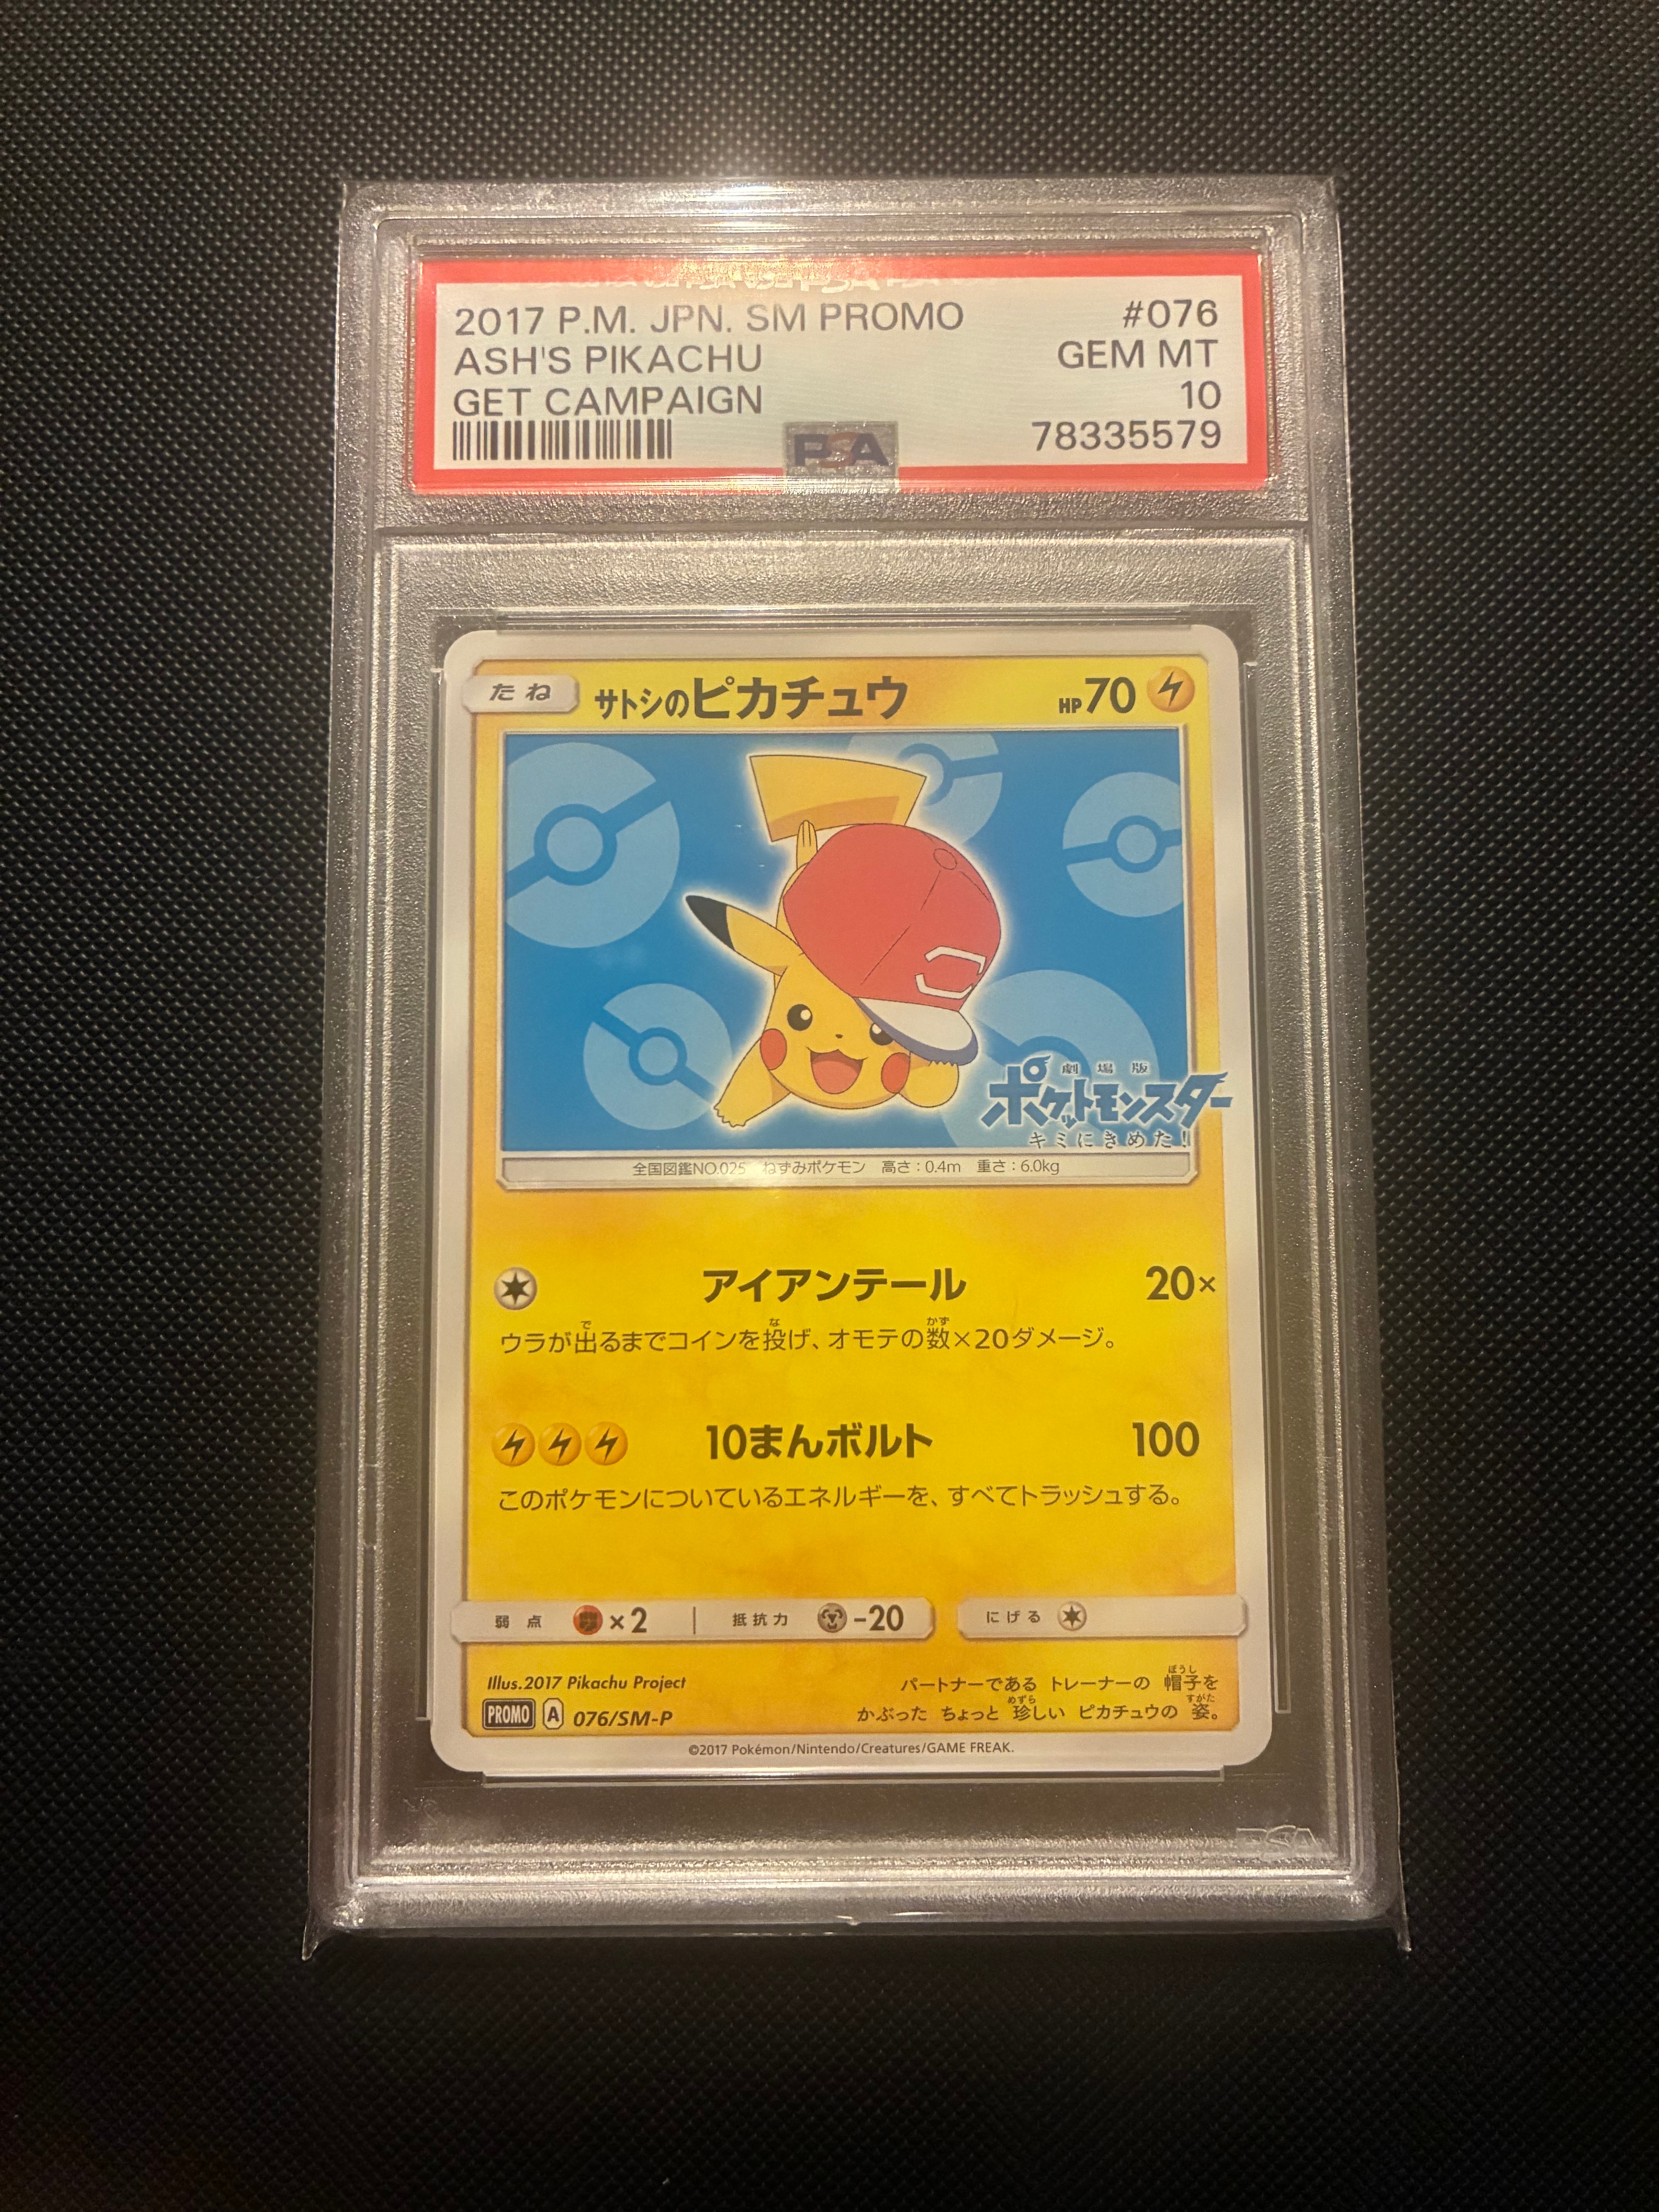 2017 P.M. JPN. SM PROMO #076
ASH'S PIKACHU GEM MT
GET CAMPAIGN 10
78335579
PSA
たね サトシのピカチュウ HP70
劇場版
ポケットモンスター
キミにきめた!
全国図鑑NO.025 ねずみポケモン 高さ:0.4m 重さ:6.0kg
アイアンテール 20×
ウラが出るまでコインを投げ、オモテの数×20ダメージ。
10まんボルト 100
このポケモンについているエネルギーを、すべてトラッシュする。
弱点 ×2 抵抗力 -20 にげる
Illus.2017 Pikachu Project
PROMO A 076/SM-P
パートナーである トレーナーの 帽子を
かぶった ちょっと 珍しい ピカチュウの 姿。
©2017 Pokémon/Nintendo/Creatures/GAME FREAK.
PSA